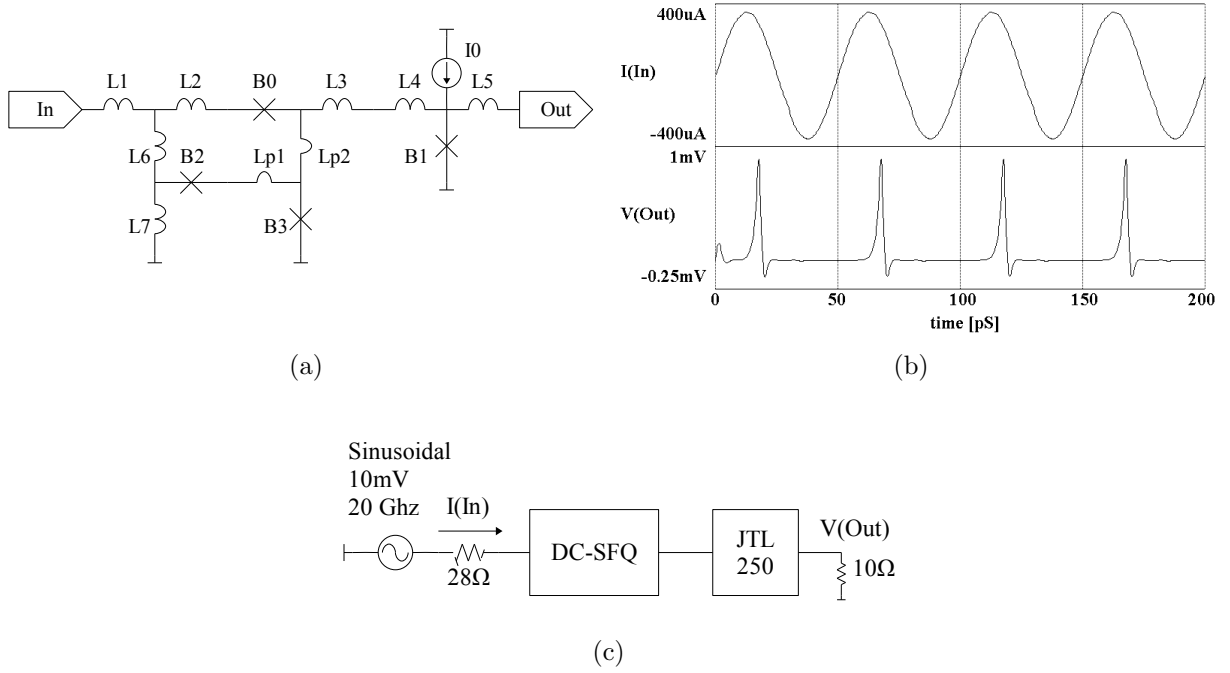 In
L1
L2
B0
L3
L4
I0
L5
Out
L6
B2
Lp1
Lp2
B1
L7
B3
(a)
400uA
I(In)
-400uA
1mV
V(Out)
-0.25mV
0
50
100
150
200
time [pS]
(b)
Sinusoidal
10mV
20 Ghz
I(In)
28Ω
DC-SFQ
JTL
250
V(Out)
10Ω
(c)